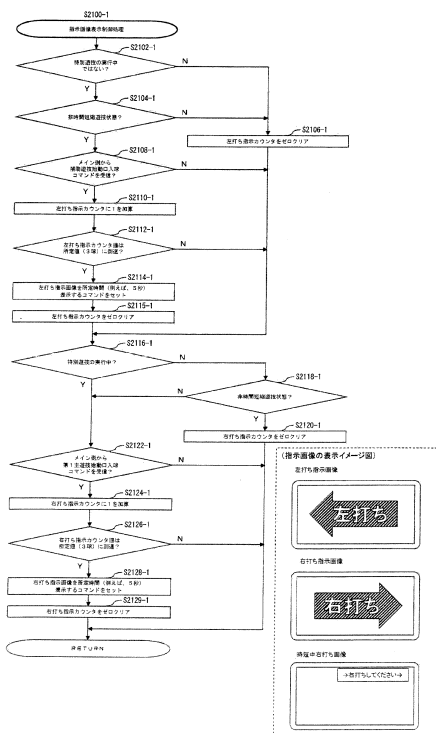 S2100-1
指示画像表示制御処理
S2102-1
特別遊技の実行中
ではない？
N
Y
S2104-1
非時間短縮遊技状態？
N
Y
S2106-1
左打ち指示カウンタをゼロクリア
S2108-1
メイン側から
補助遊技始動口入球
コマンドを受信？
N
Y
S2110-1
左打ち指示カウンタに1を加算
S2112-1
左打ち指示カウンタ値は
所定値（3球）に到達？
N
Y
S2114-1
左打ち指示画像を所定時間（例えば、5秒）
表示するコマンドをセット
S2115-1
左打ち指示カウンタをゼロクリア
S2116-1
特別遊技の実行中？
N
Y
S2118-1
非時間短縮遊技状態？
N
Y
S2120-1
右打ち指示カウンタをゼロクリア
S2122-1
メイン側から
第1主遊技始動口入球
コマンドを受信？
N
Y
S2124-1
右打ち指示カウンタに1を加算
S2126-1
右打ち指示カウンタ値は
所定値（3球）に到達？
N
Y
S2128-1
右打ち指示画像を所定時間（例えば、5秒）
表示するコマンドをセット
S2129-1
右打ち指示カウンタをゼロクリア
RETURN
（指示画像の表示イメージ図）
左打ち指示画像
左打ち
右打ち指示画像
右打ち
右打ち画像
→右打ちしてください→